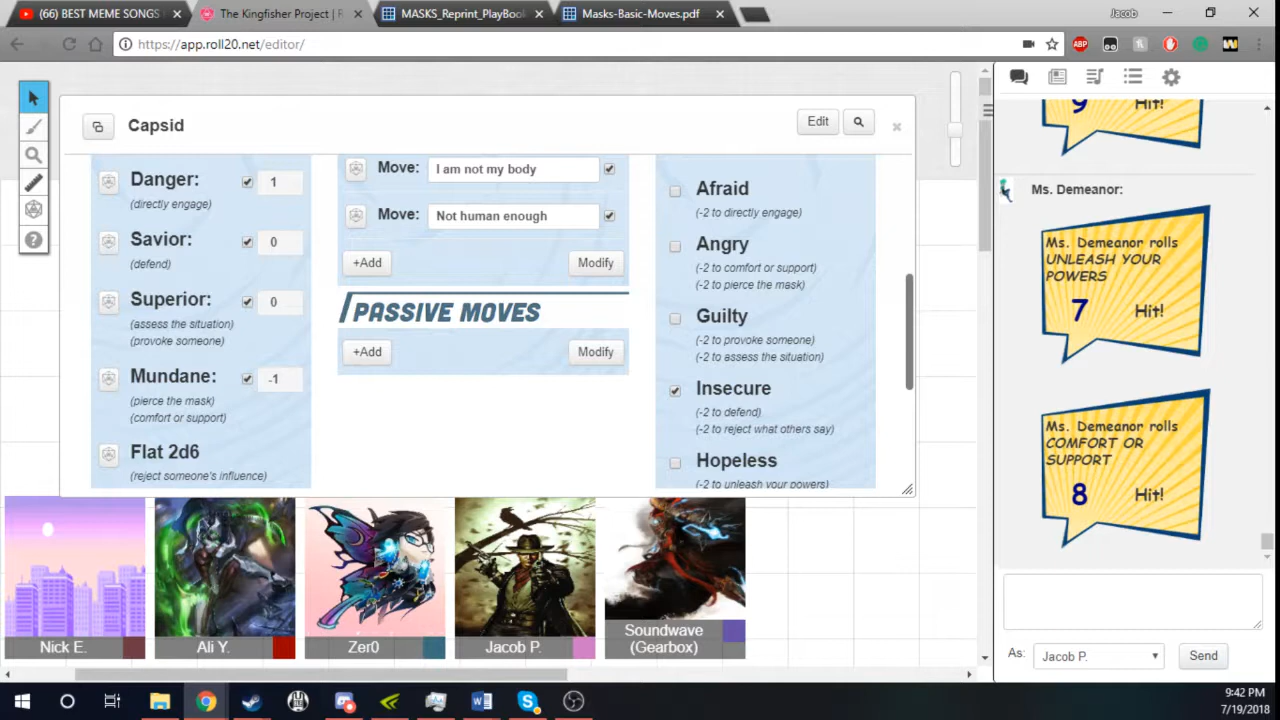 (66) BEST MEME SONGS
The Kingfisher Project | R
MASKS_Reprint_PlayBoo
Masks-Basic-Moves.pdf
Jacob
https://app.roll20.net/editor/
ABP
Capsid
Edit
Danger:
1
(directly engage)
Savior:
0
(defend)
Superior:
0
(assess the situation)
(provoke someone)
Mundane:
-1
(pierce the mask)
(comfort or support)
Flat 2d6
(reject someone's influence)
Move:
I am not my body
Move:
Not human enough
+Add
Modify
PASSIVE MOVES
+Add
Modify
Afraid
(-2 to directly engage)
Angry
(-2 to comfort or support)
(-2 to pierce the mask)
Guilty
(-2 to provoke someone)
(-2 to assess the situation)
Insecure
(-2 to defend)
(-2 to reject what others say)
Hopeless
(-2 to unleash your powers)
Nick E.
Ali Y.
Zer0
Jacob P.
Soundwave
(Gearbox)
9
Hit!
Ms. Demeanor:
Ms. Demeanor rolls
UNLEASH YOUR
POWERS
7
Hit!
Ms. Demeanor rolls
COMFORT OR
SUPPORT
8
Hit!
As:
Jacob P.
Send
9:42 PM
7/19/2018